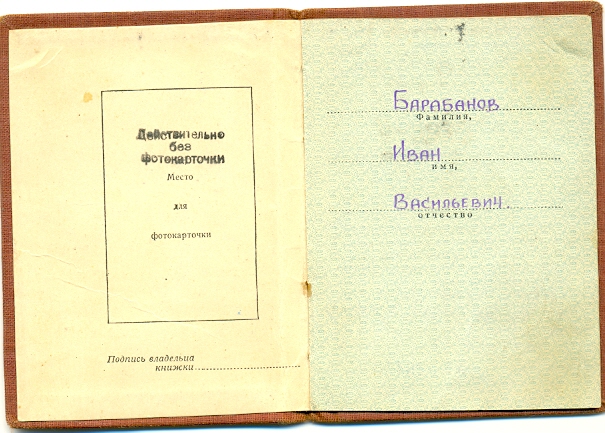 Действительно
без
фотокарточки
Место
для
фотокарточки
Подпись владельца
книжки
Барабанов
Фамилия,
Иван
имя,
Васильевич.
отчество